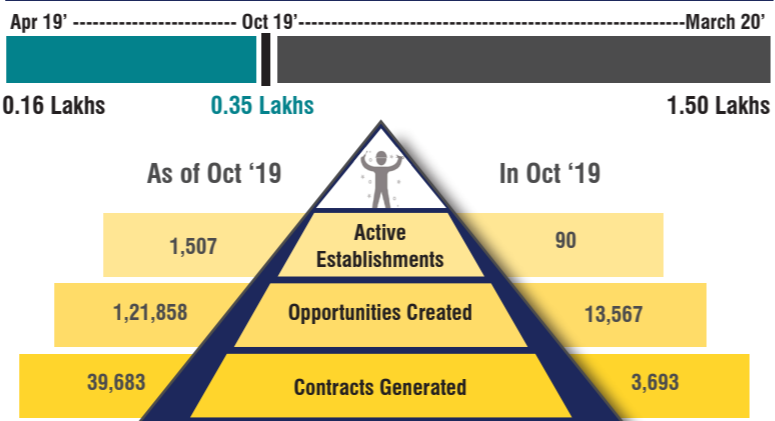 Apr 19’ ------------------------ Oct 19’--------------------------------------------------------March 20’
0.16 Lakhs 0.35 Lakhs 1.50 Lakhs
As of Oct ‘19 In Oct ‘19
1,507 Active Establishments 90
1,21,858 Opportunities Created 13,567
39,683 Contracts Generated 3,693